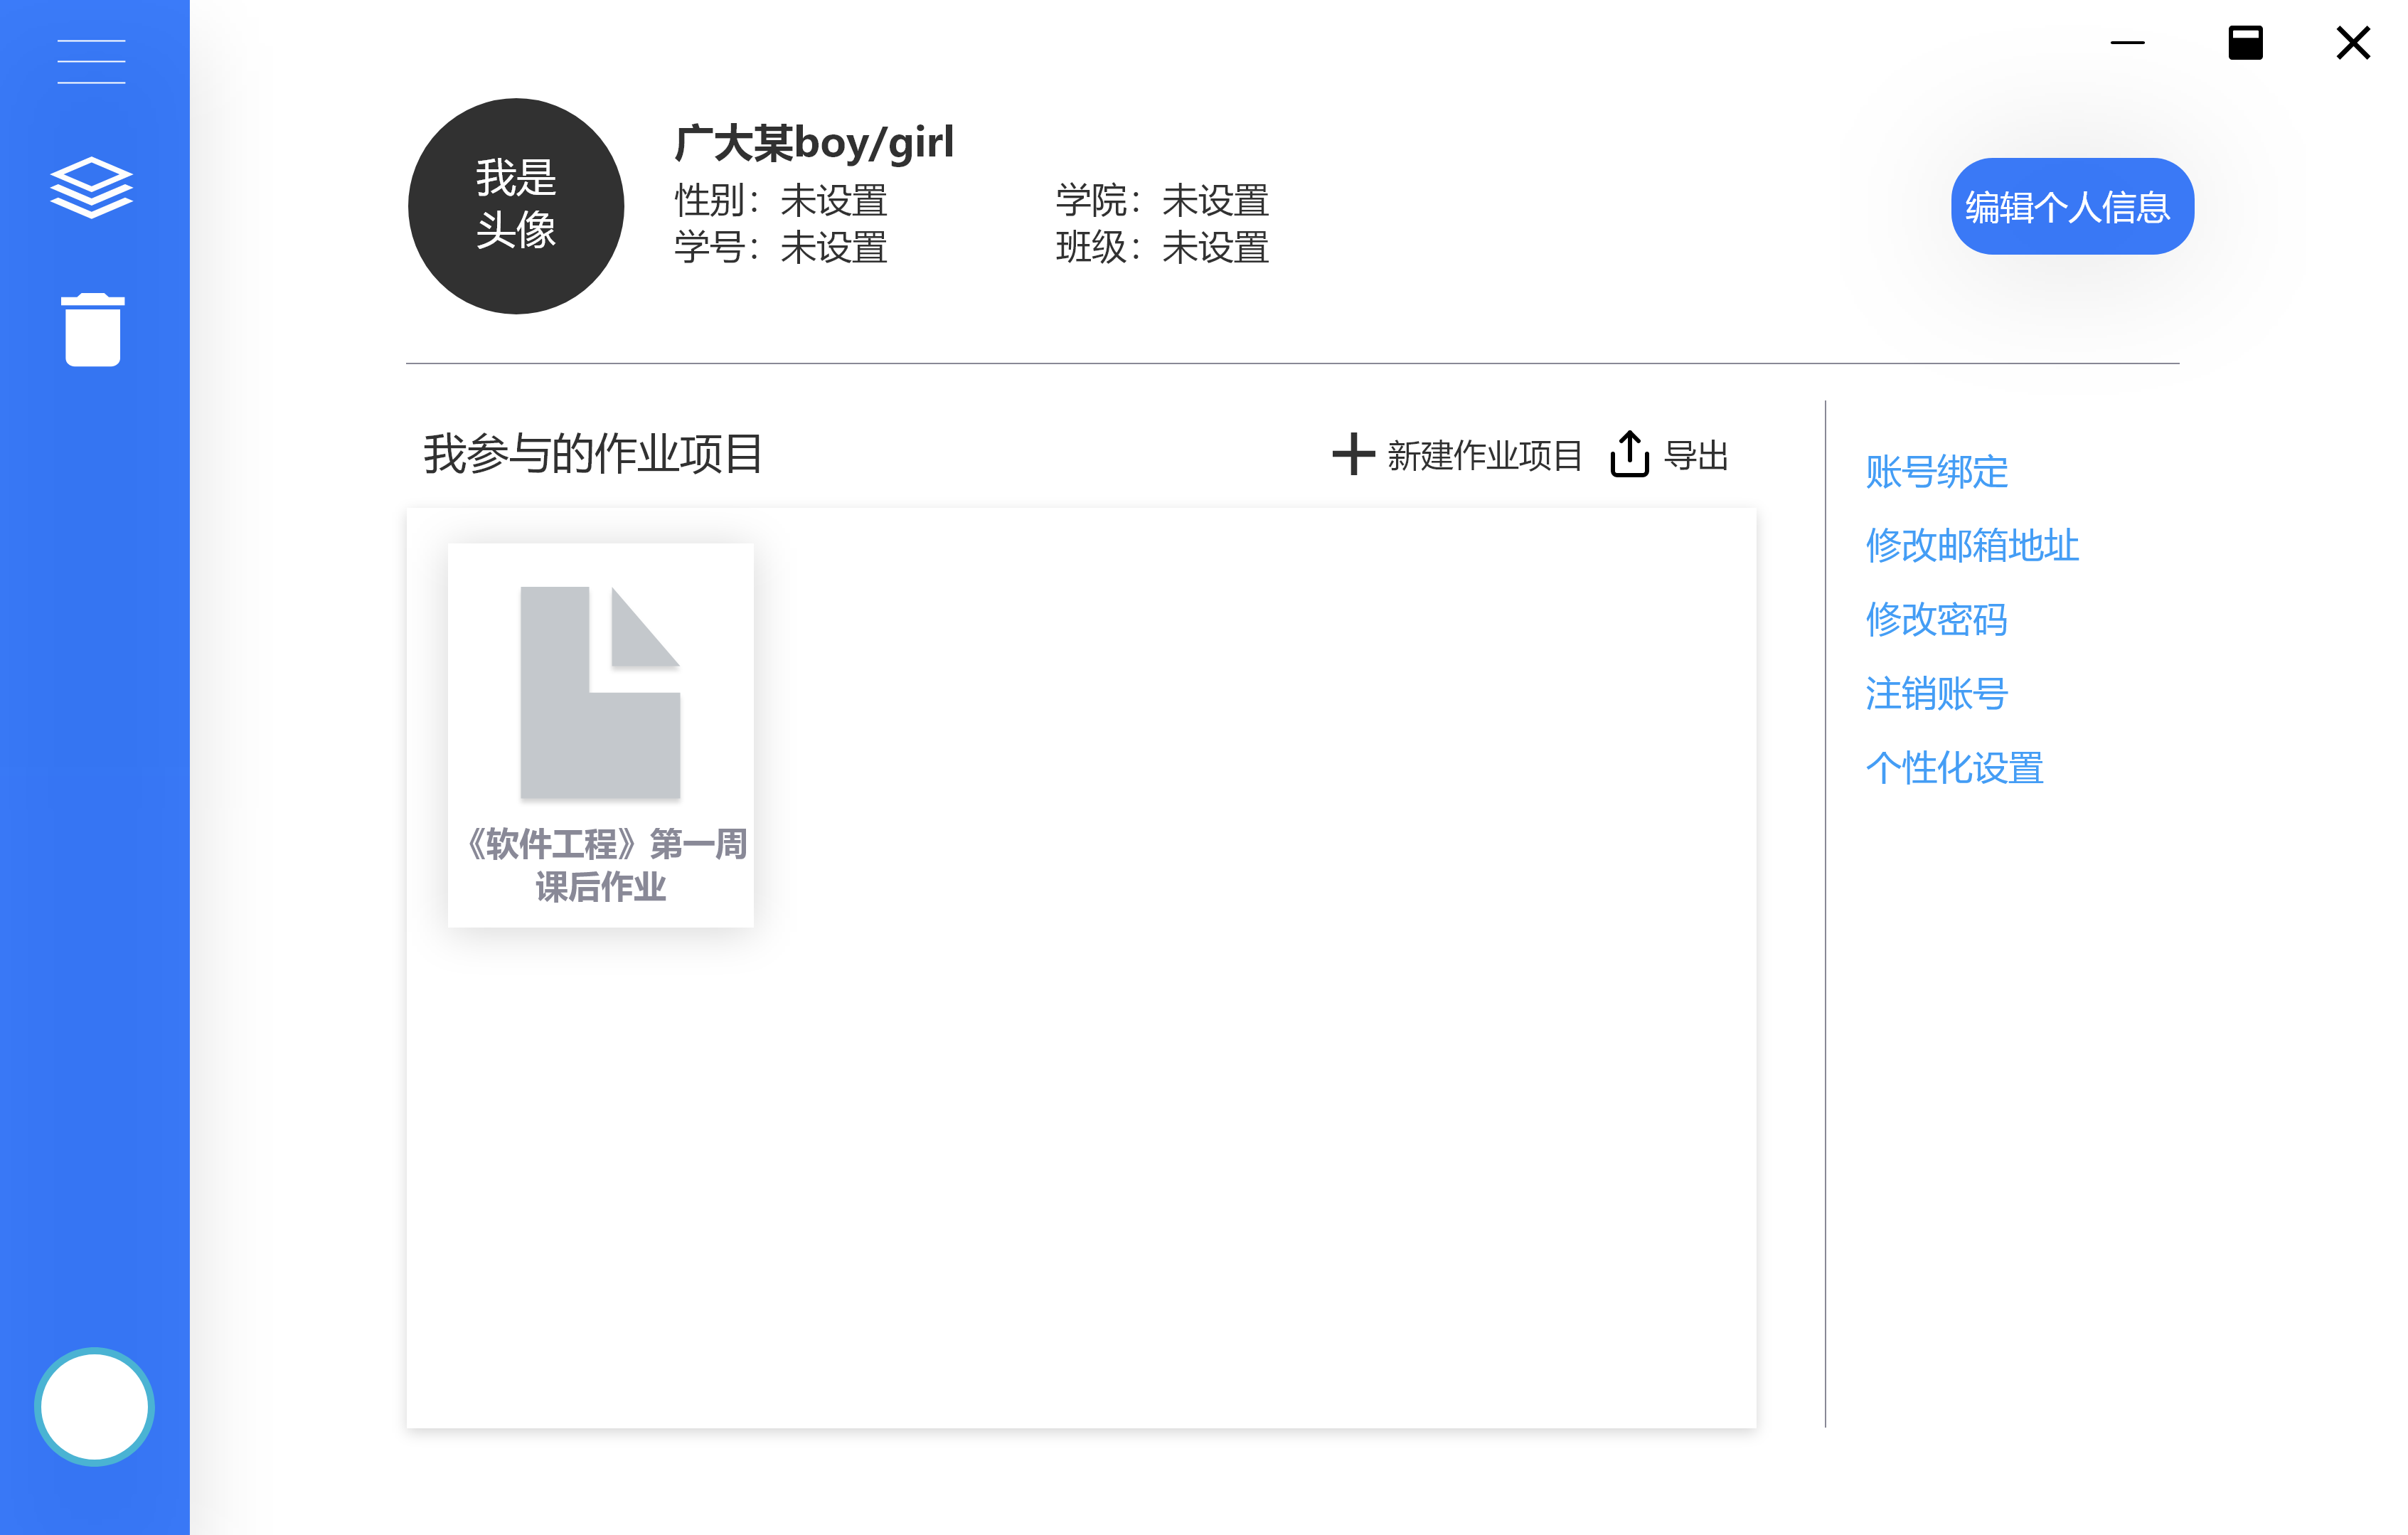 我是
头像
广大某boy/girl
性别：未设置
学院：未设置
学号：未设置
班级：未设置
编辑个人信息
我参与的作业项目
新建作业项目
导出
《软件工程》第一周
课后作业
账号绑定
修改邮箱地址
修改密码
注销账号
个性化设置